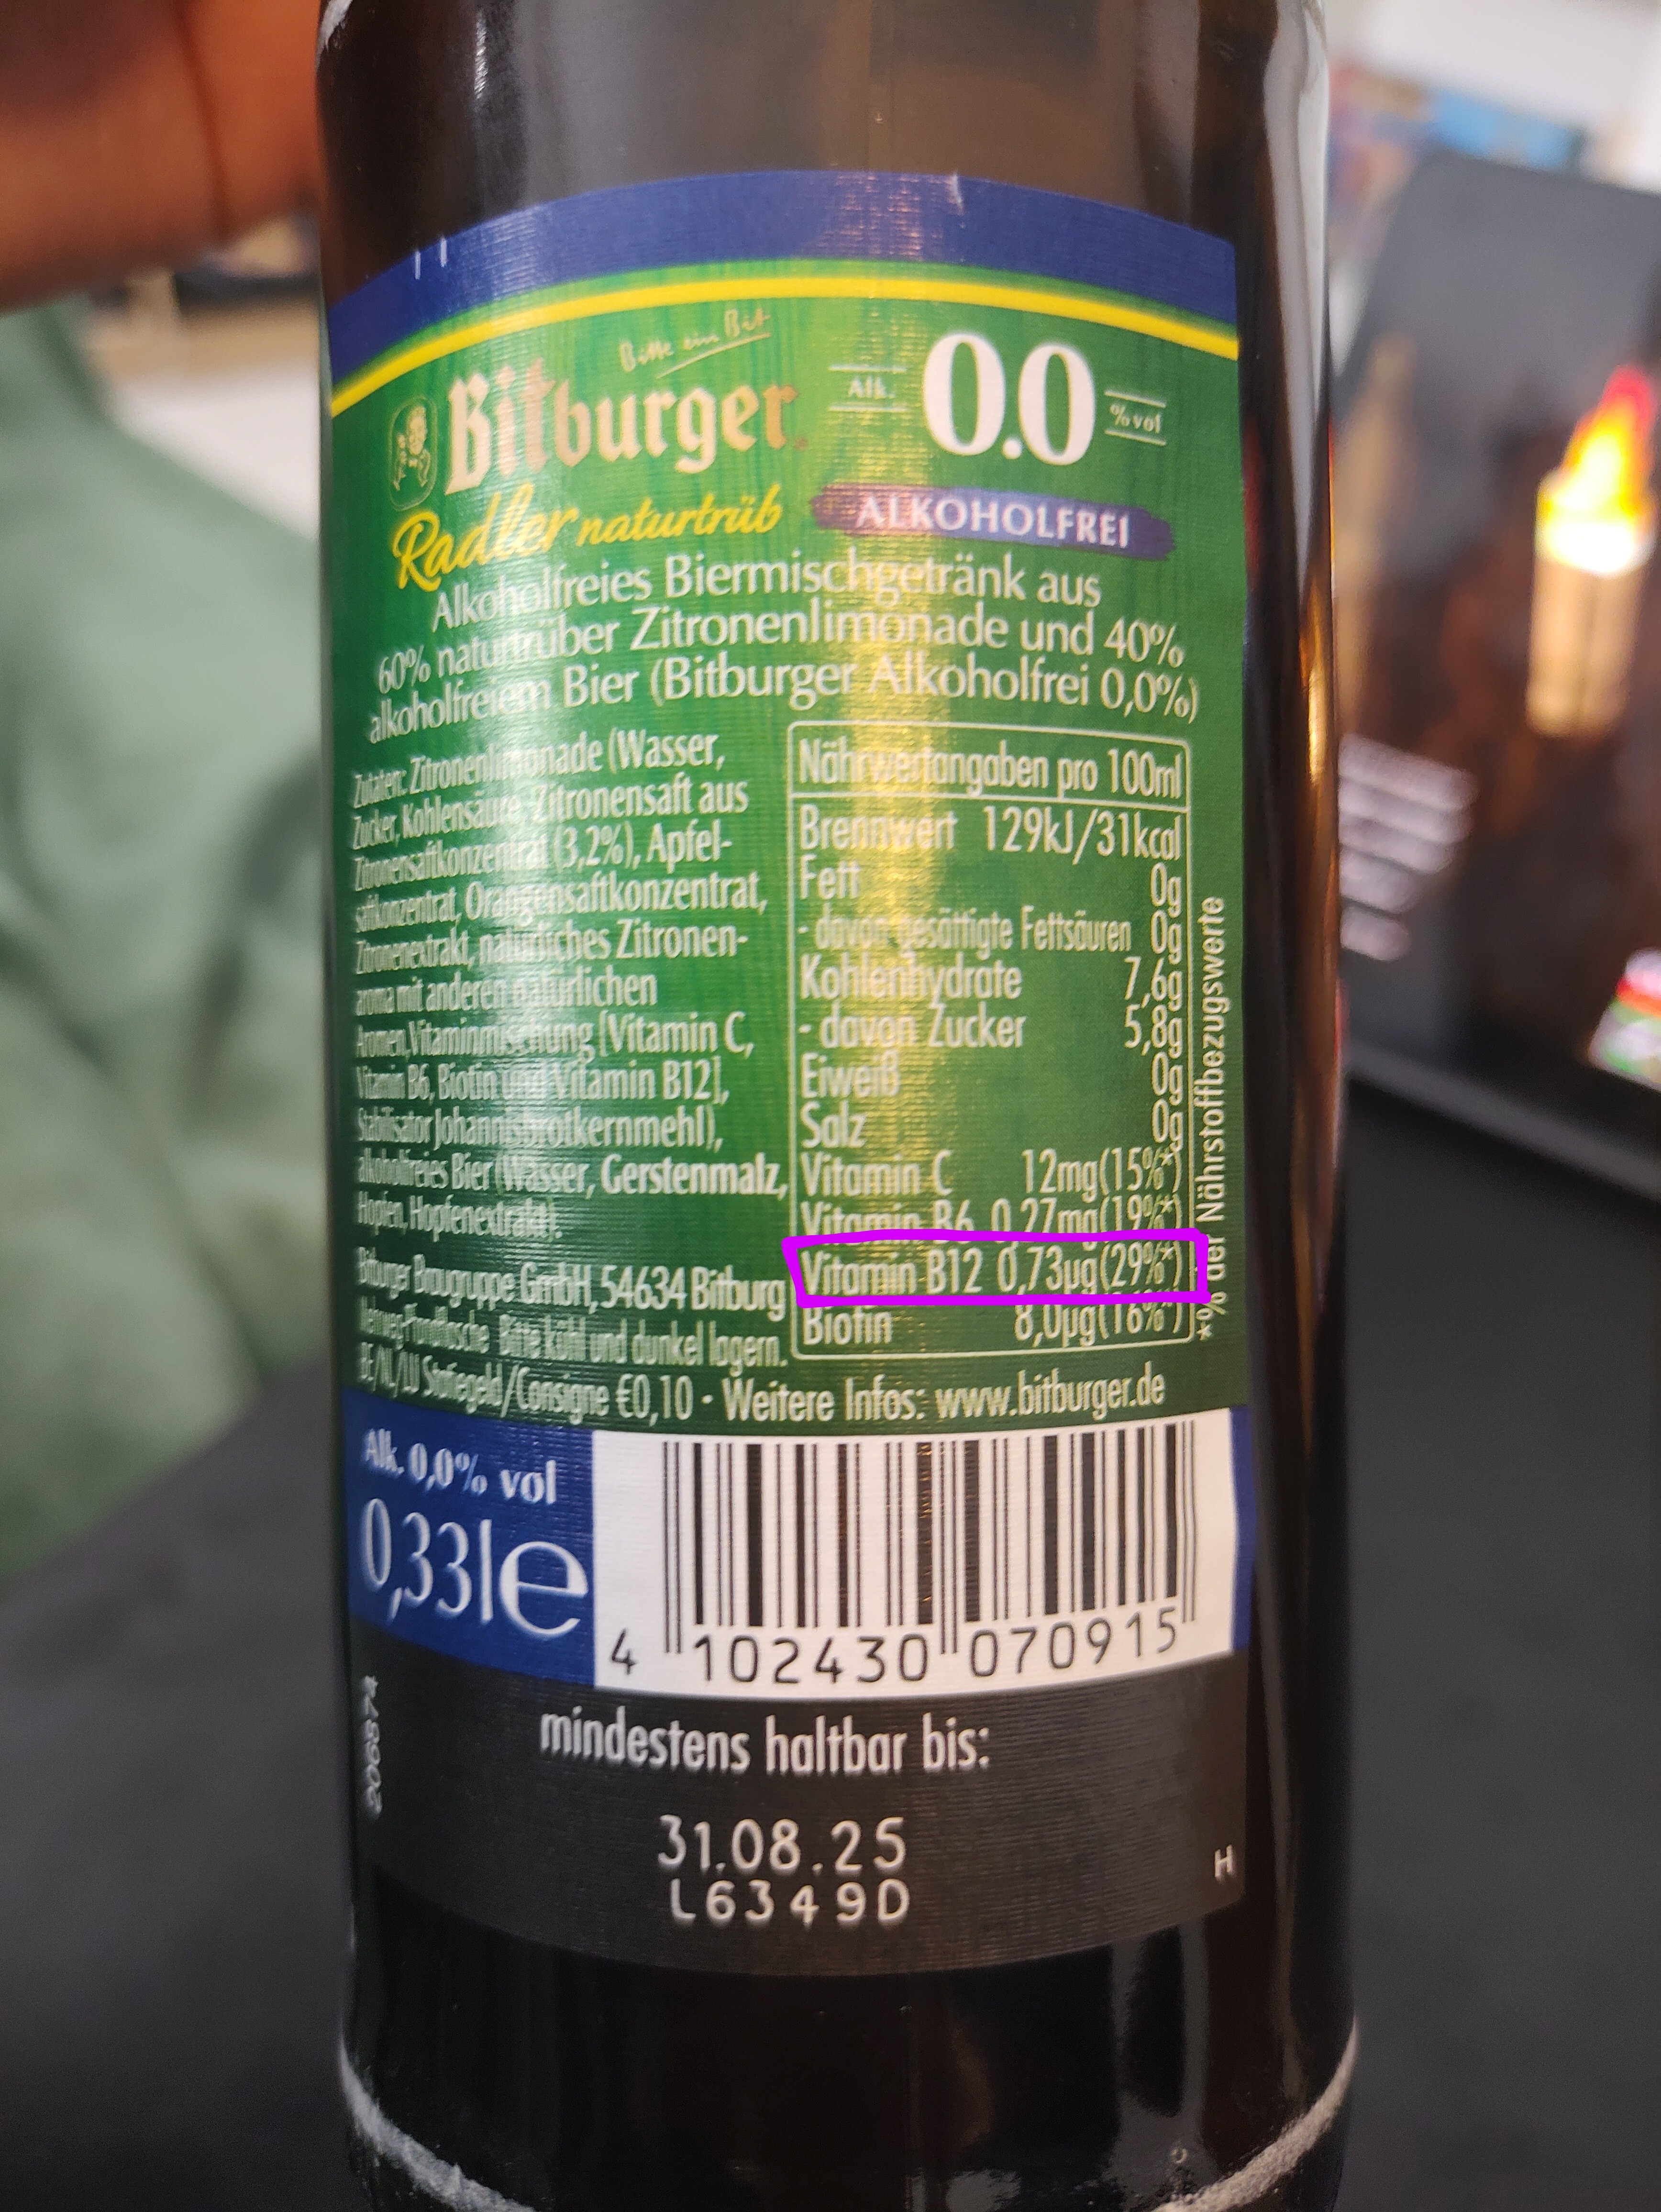 Bitte ein Bit
Bitburger
Alk. 0.0 % vol
Radler naturtrüb
ALKOHOLFREI
Alkoholfreies Biermischgetränk aus
60% naturtrüber Zitronenlimonade und 40%
alkoholfreiem Bier (Bitburger Alkoholfrei 0,0%)
Zutaten: Zitronenlimonade (Wasser,
Zucker, Kohlensäure, Zitronensaft aus
Zitronensaftkonzentrat (3,2%), Apfel-
saftkonzentrat, Orangensaftkonzentrat,
Zitronenextrakt, natürliches Zitronen-
aroma mit anderen natürlichen
Aromen, Vitaminmischung [Vitamin C,
Vitamin B6, Biotin und Vitamin B12],
Stabilisator Johannisbrotkernmehl),
alkoholfreies Bier (Wasser, Gerstenmalz,
Hopfen, Hopfenextrakt).
Bitburger Braugruppe GmbH, 54634 Bitburg
Mehrweg-Pfandflasche · Bitte kühl und dunkel lagern.
BE/NL/LU Statiegeld/Consigne €0,10 · Weitere Infos: www.bitburger.de
Nährwertangaben pro 100ml
Brennwert 129kJ/31kcal
Fett 0g
- davon gesättigte Fettsäuren 0g
Kohlenhydrate 7,6g
- davon Zucker 5,8g
Eiweiß 0g
Salz 0g
Vitamin C 12mg(15%*)
Vitamin B6 0,27mg(19%*)
Vitamin B12 0,73µg(29%*)
Biotin 8,0µg(16%*)
*% der Nährstoffbezugswerte
Alk. 0,0% vol
0,33l e
4 102430 070915
mindestens haltbar bis:
31.08.25
L6349D
H